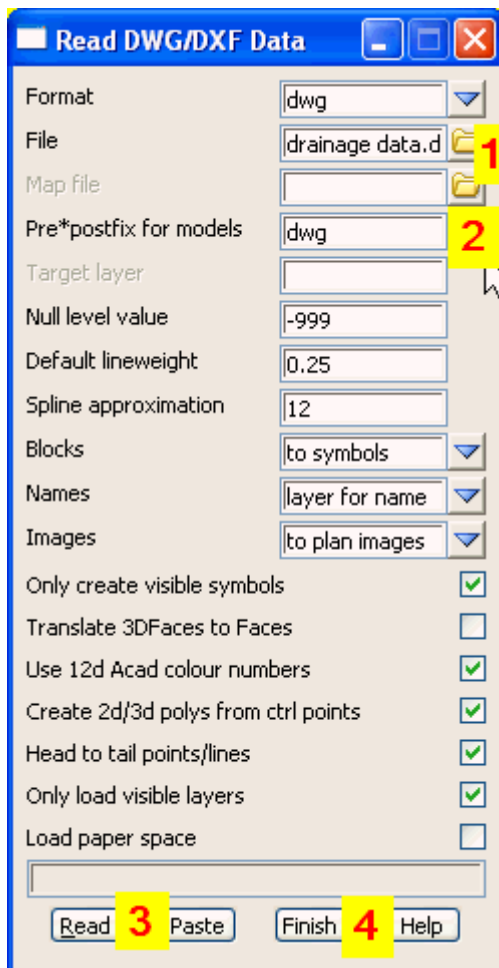 Read DWG/DXF Data
Format dwg
File drainage data.d 1
Map file
Pre*postfix for models dwg 2
Target layer
Null level value -999
Default lineweight 0.25
Spline approximation 12
Blocks to symbols
Names layer for name
Images to plan images
Only create visible symbols
Translate 3DFaces to Faces
Use 12d Acad colour numbers
Create 2d/3d polys from ctrl points
Head to tail points/lines
Only load visible layers
Load paper space
Read 3 Paste Finish 4 Help